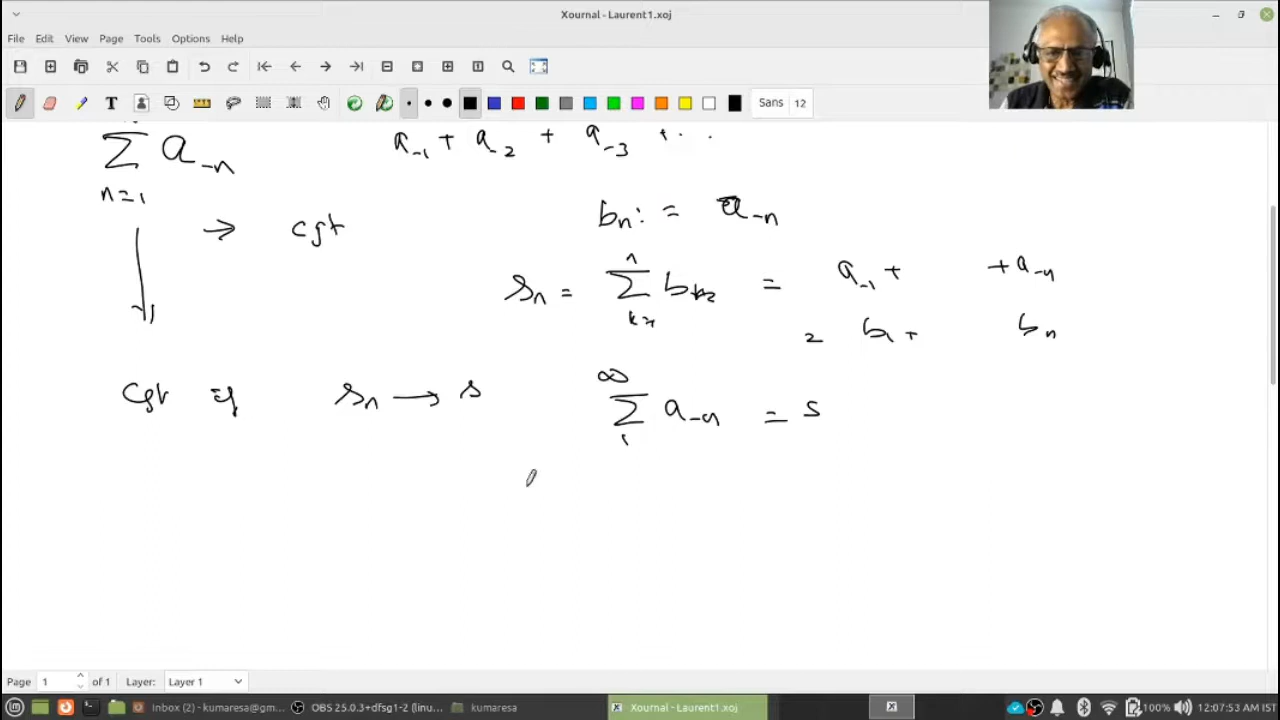 Xournal - Laurent1.xoj
File Edit View Page Tools Options Help
Sans 12
∑ a_{-n} a_{-1} + a_{-2} + a_{-3} + . .
n=1
b_n := a_{-n}
→ cgt
n
s_n = ∑ b_k = a_{-1} + + a_{-n}
= b_1 + b_n
∞
Cgt if s_n → s ∑ a_{-n} = s
1
Page 1 of 1 Layer: Layer 1
Inbox (2) - kumaresa@gm... OBS 25.0.3+dfsg1-2 (linu... kumaresa Xournal - Laurent1.xoj 100% 12:07:53 AM IST